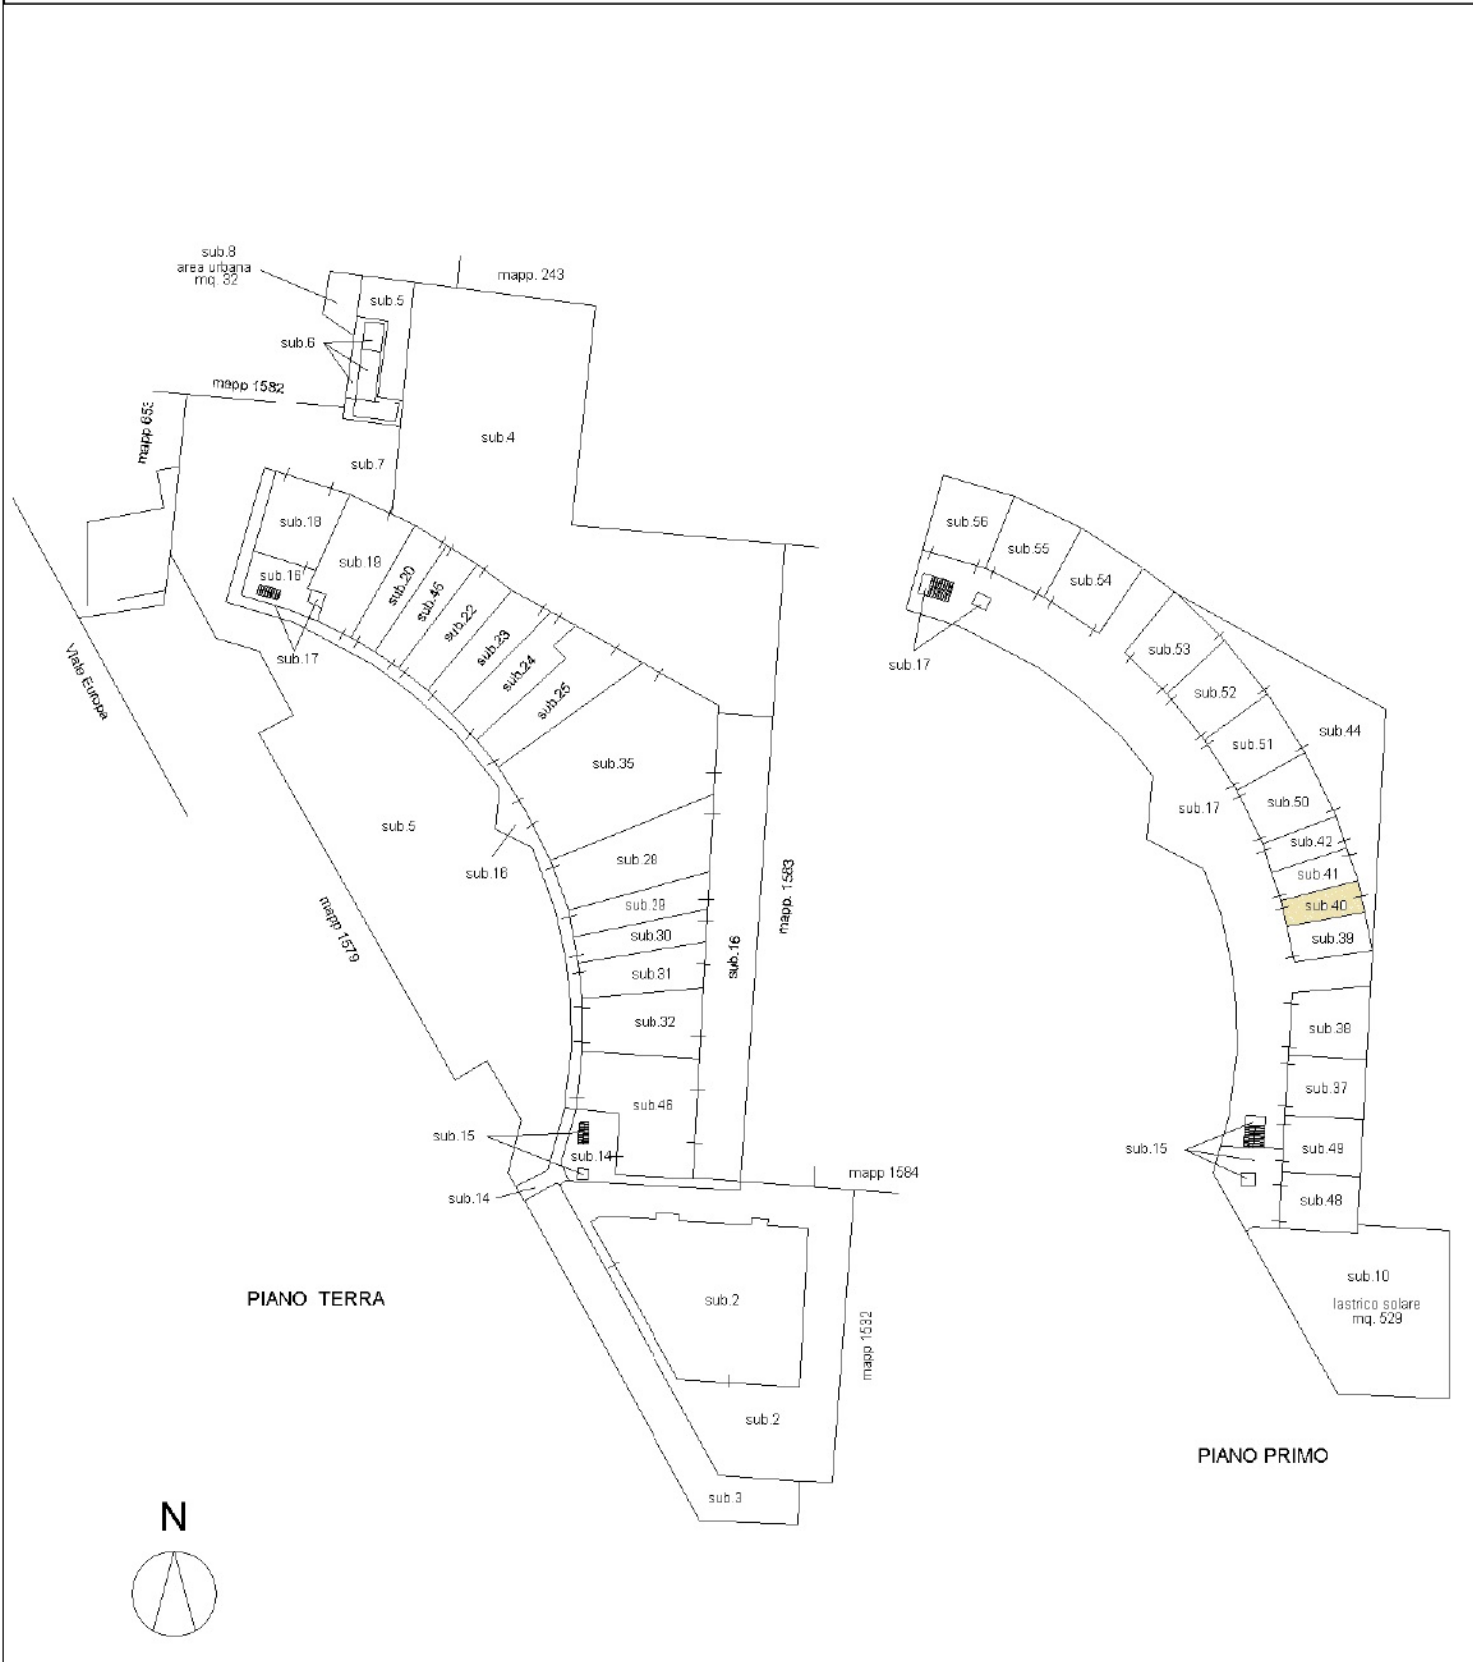 sub.8
area urbana
mq. 32
mapp. 243
sub.5
sub.6
mapp 1582
mapp 653
sub.4
sub.7
sub.18
sub.19
sub.16
sub.20
sub.45
sub.22
sub.23
sub.24
sub.25
sub.17
Viale Europa
sub.35
sub.5
sub.16
sub.28
sub.29
sub.30
sub.31
sub.32
sub.16
mapp. 1583
mapp 1579
sub.46
sub.15
sub.14
sub.14
mapp 1584
sub.2
mapp 1532
sub.2
sub.3
PIANO TERRA
N
sub.56
sub.55
sub.54
sub.17
sub.53
sub.52
sub.51
sub.44
sub.50
sub.17
sub.42
sub.41
sub.40
sub.39
sub.38
sub.37
sub.15
sub.49
sub.48
sub.10
lastrico solare
mq. 529
PIANO PRIMO